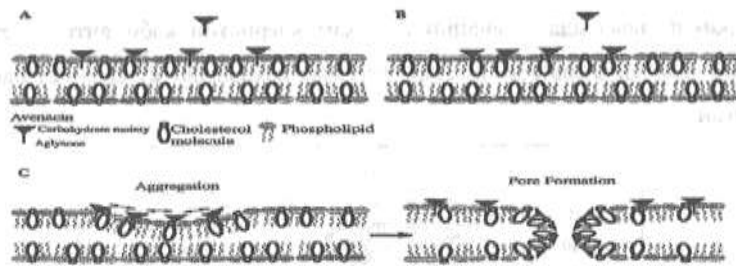 A
B
Avenacin
Carbohydrate moiety
Aglycone
Cholesterol
molecule
Phospholipid
C
Aggregation
Pore Formation